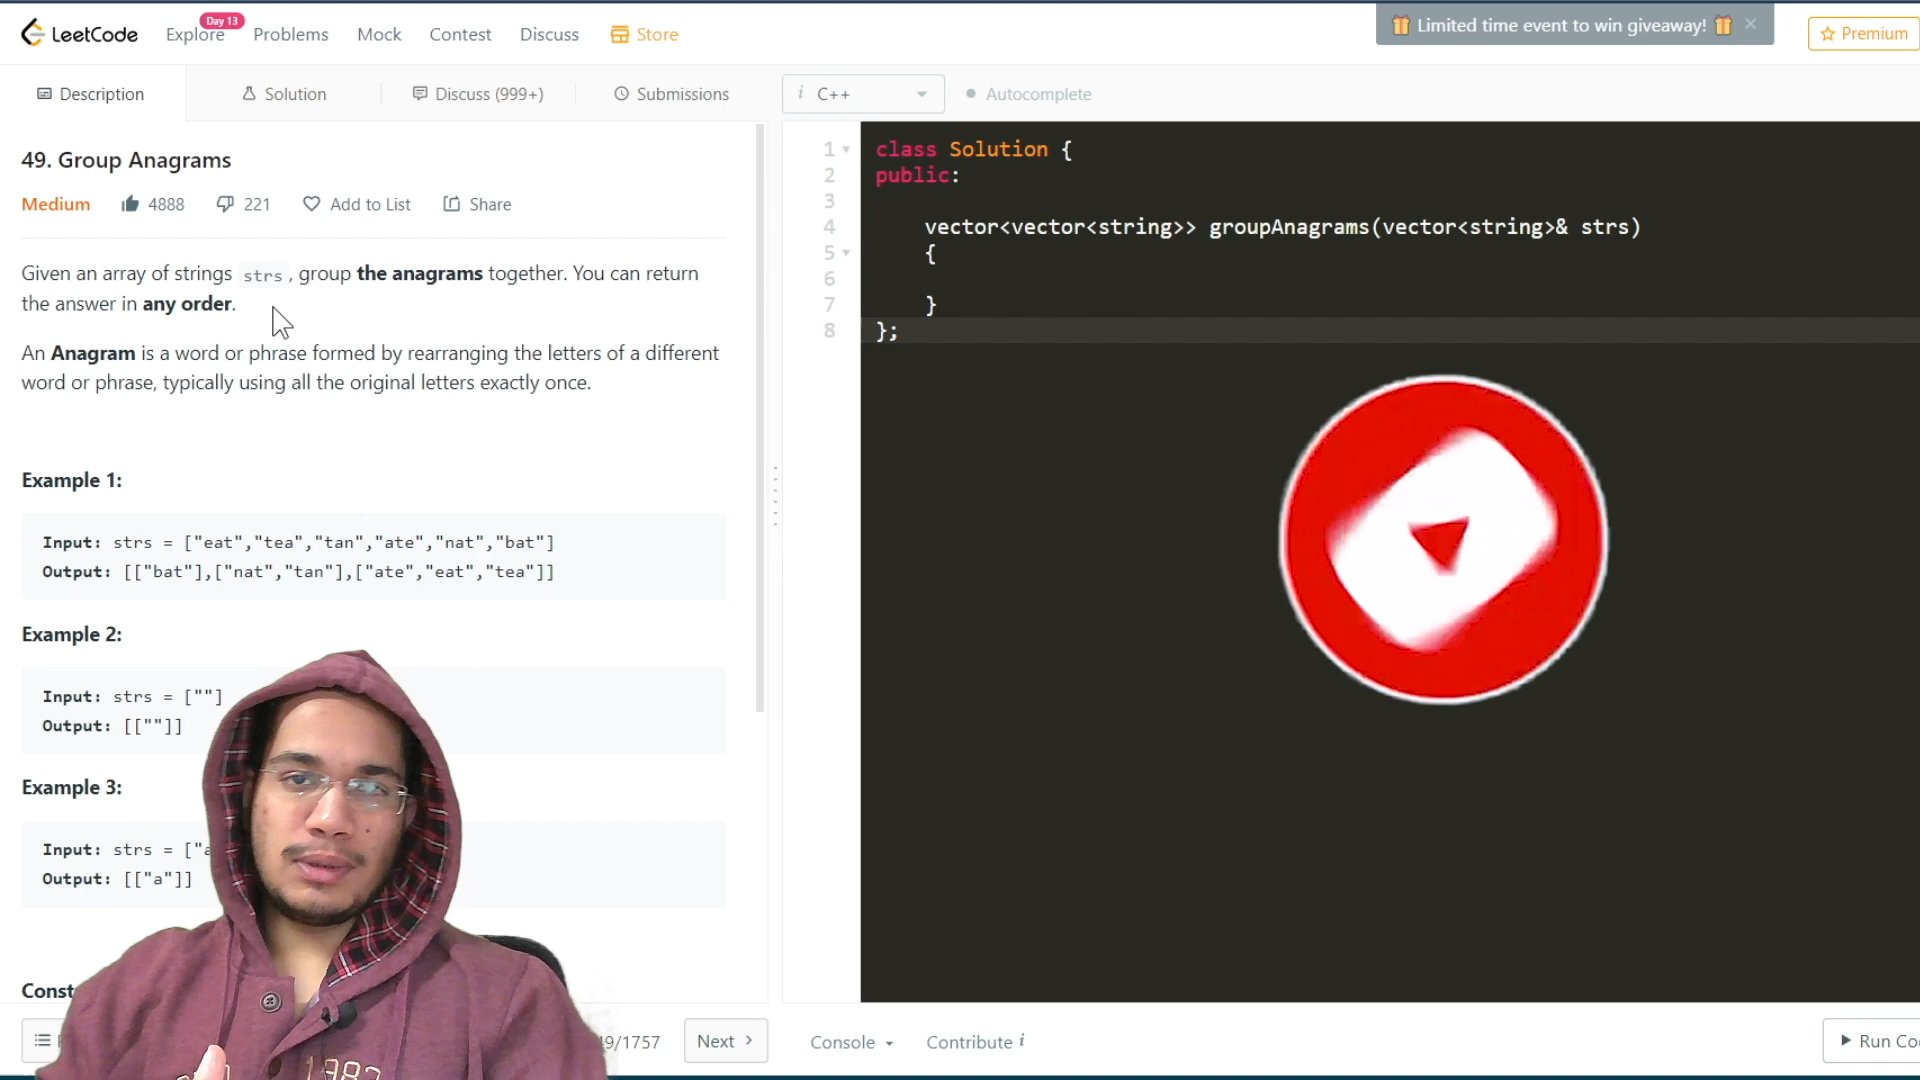 LeetCode
Explore
Day 13
Problems
Mock
Contest
Discuss
Store
Limited time event to win giveaway!
Premium
Description
Solution
Discuss (999+)
Submissions
i C++
Autocomplete
49. Group Anagrams
Medium 4888 221 Add to List Share
Given an array of strings strs, group the anagrams together. You can return
the answer in any order.
An Anagram is a word or phrase formed by rearranging the letters of a different
word or phrase, typically using all the original letters exactly once.
Example 1:
Input: strs = ["eat","tea","tan","ate","nat","bat"]
Output: [["bat"],["nat","tan"],["ate","eat","tea"]]
Example 2:
Input: strs = [""]
Output: [[""]]
Example 3:
Input: strs = ["a
Output: [["a"]]
Const
9/1757
Next
1 class Solution {
2 public:
3
4 vector<vector<string>> groupAnagrams(vector<string>& strs)
5 {
6
7 }
8 };
Console
Contribute i
Run Co
1987